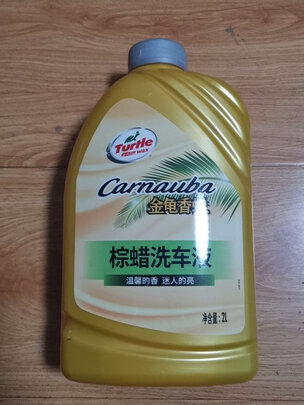 Turtle
WAX
Carnauba
金龟香
棕蜡洗车液
温馨的香 迷人的亮
净含量:2L